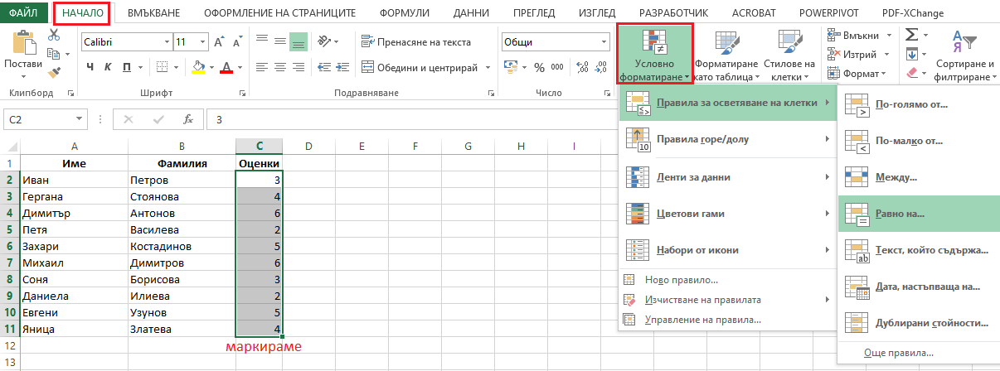 ФАЙЛ НАЧАЛО ВМЪКВАНЕ ОФОРМЛЕНИЕ НА СТРАНИЦИТЕ ФОРМУЛИ ДАННИ ПРЕГЛЕД ИЗГЛЕД РАЗРАБОТЧИК ACROBAT POWERPIVOT PDF-XChange
Постави
Клипборд
Calibri 11
Ч К П
Шрифт
Пренасяне на текста
Обедини и центрирай
Подравняване
Общи
% 000
Число
Условно форматиране
Форматиране като таблица
Стилове на клетки
Вмъкни
Изтрий
Формат
Сортиране и филтриране
C2 fx 3
A B C D E F G H I
1 Име Фамилия Оценки
2 Иван Петров 3
3 Гергана Стоянова 4
4 Димитър Антонов 6
5 Петя Василева 2
6 Захари Костадинов 5
7 Михаил Димитров 6
8 Соня Борисова 3
9 Даниела Илиева 2
10 Евгени Узунов 5
11 Яница Златева 4
12 маркираме
13
Правила за осветяване на клетки
Правила горе/долу
Ленти за данни
Цветови гами
Набори от икони
Ново правило...
Изчистване на правилата
Управление на правила...
По-голямо от...
По-малко от...
Между...
Равно на...
Текст, който съдържа...
Дата, настъпваща на...
Дублирани стойности...
Още правила...